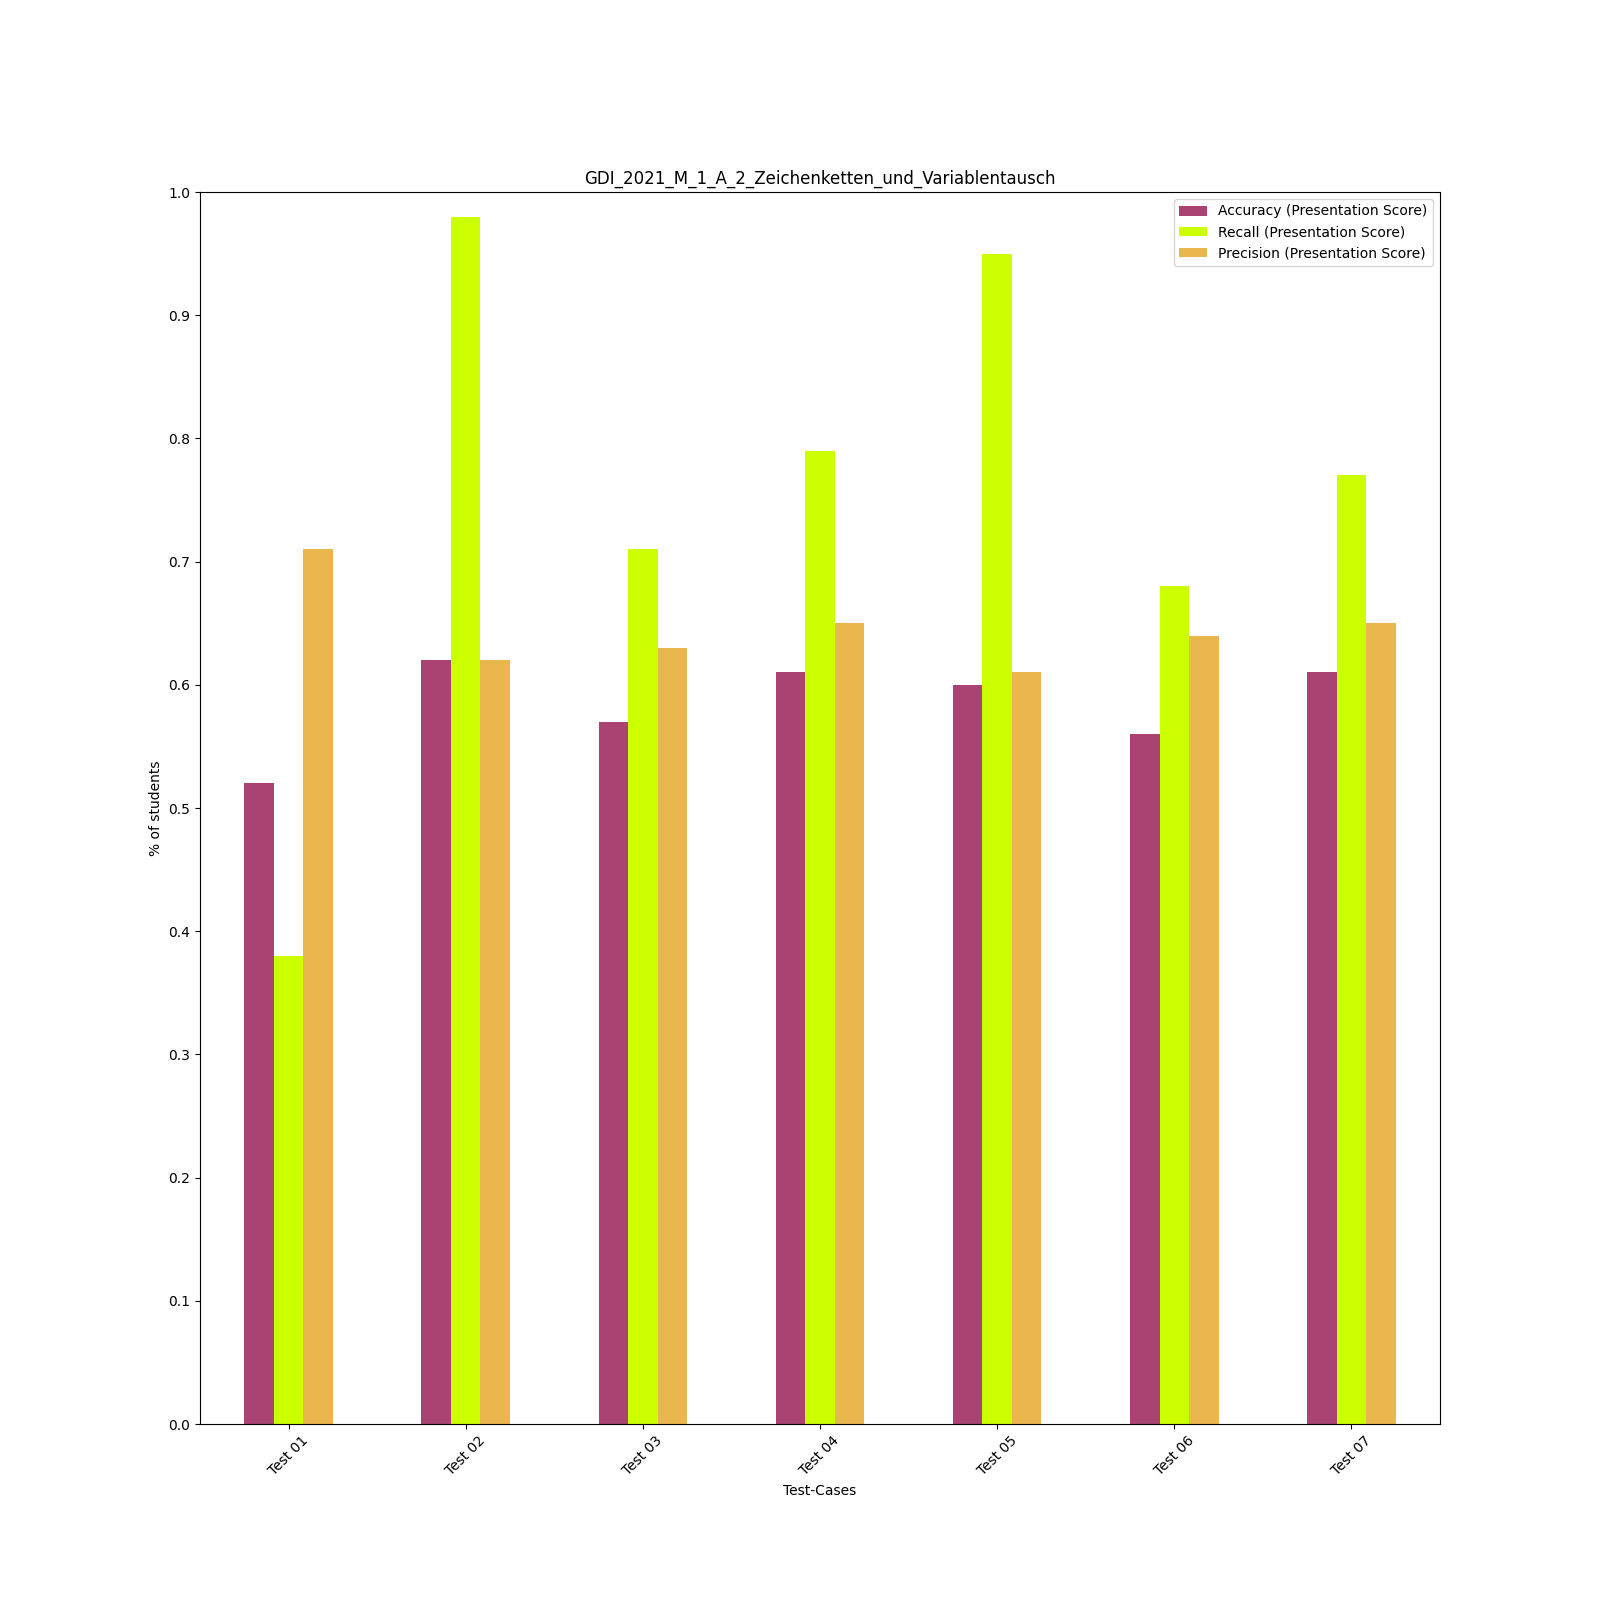 GDI_2021_M_1_A_2_Zeichenketten_und_Variablentausch
Accuracy (Presentation Score)
Recall (Presentation Score)
Precision (Presentation Score)
1.0
0.9
0.8
0.7
0.6
0.5
0.4
0.3
0.2
0.1
0.0
% of students
Test 01
Test 02
Test 03
Test 04
Test 05
Test 06
Test 07
Test-Cases